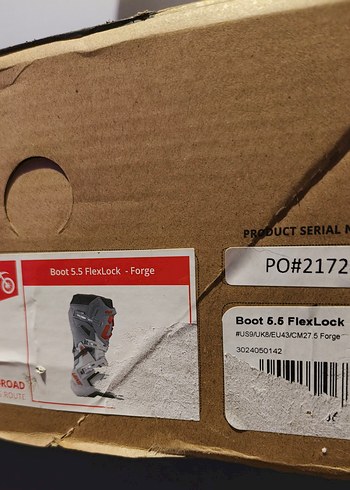 PRODUCT SERIAL N
PO#2172
Boot 5.5 FlexLock - Forge
Boot 5.5 FlexLock
#US9/UK8/EU43/CM27.5 Forge
3024050142
ROAD
ROUTE